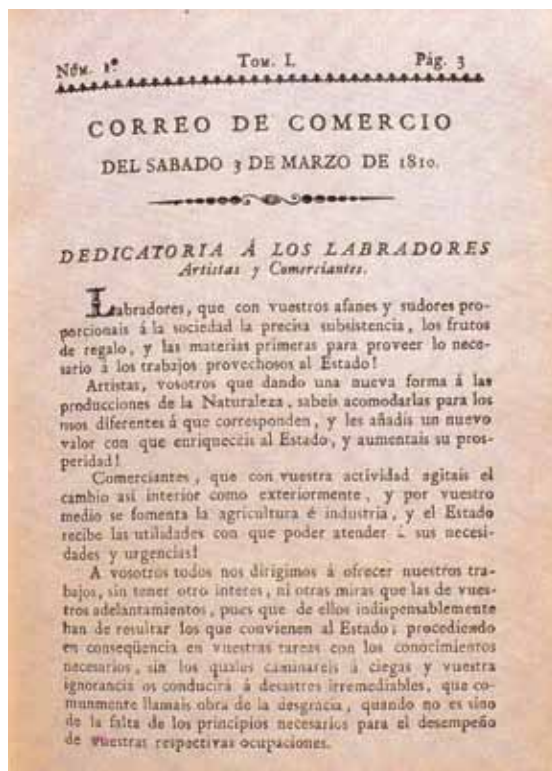 Núm. 1º Tom. I. Pág. 3
CORREO DE COMERCIO
DEL SABADO 3 DE MARZO DE 1810.
DEDICATORIA Á LOS LABRADORES
Artistas y Comerciantes.
Labradores, que con vuestros afanes y sudores pro-
porcionais á la sociedad la precisa subsistencia, los frutos
de regalo, y las materias primeras para proveer lo nece-
sario á los trabajos provechosos al Estado!
Artistas, vosotros que dando una nueva forma á las
producciones de la Naturaleza, sabeis acomodarlas para los
usos diferentes á que corresponden, y les añadis un nuevo
valor con que enriqueceis al Estado, y aumentais su pros-
peridad!
Comerciantes, que con vuestra actividad agitais el
cambio asi interior como exteriormente, y por vuestro
medio se fomenta la agricultura é industria, y el Estado
recibe las utilidades con que poder atender á sus necesi-
dades y urgencias!
A vosotros todos nos dirigimos á ofrecer nuestros tra-
bajos, sin tener otro interes, ni otras miras que las de vues-
tros adelantamientos, pues que de ellos indispensablemente
han de resultar los que convienen al Estado; procediendo
en conseqüencia en vuestras tareas con los conocimientos
necesarios, sin los quales caminareis á ciegas y vuestra
ignorancia os conducirá á desastres irremediables, que co-
munmente llamais obra de la desgracia, quando no es sino
de la falta de los principios necesarios para el desempeño
de vuestras respectivas ocupaciones.